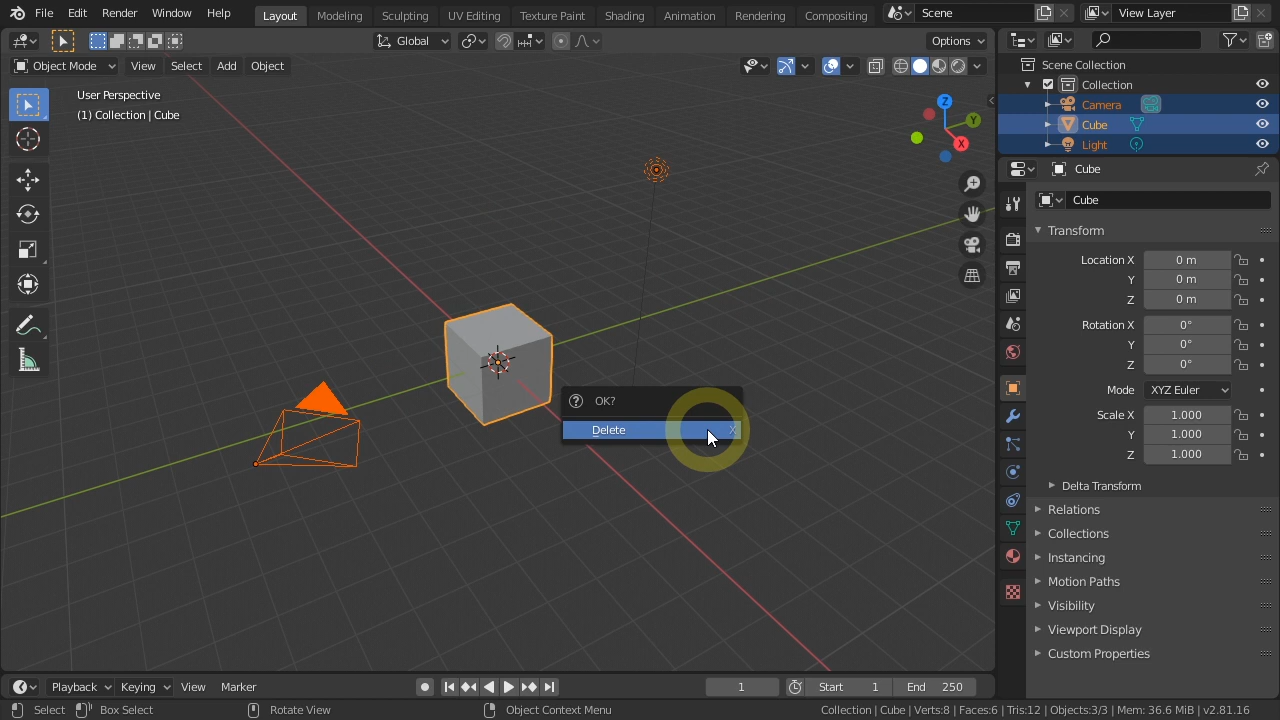 File Edit Render Window Help Layout Modeling Sculpting UV Editing Texture Paint Shading Animation Rendering Compositing Scene View Layer
Global Options
Object Mode View Select Add Object
User Perspective
(1) Collection | Cube
Z
Y
X
OK?
Delete X
Scene Collection
Collection
Camera
Cube
Light
Cube
Cube
Transform
Location X 0 m
Y 0 m
Z 0 m
Rotation X 0°
Y 0°
Z 0°
Mode XYZ Euler
Scale X 1.000
Y 1.000
Z 1.000
Delta Transform
Relations
Collections
Instancing
Motion Paths
Visibility
Viewport Display
Custom Properties
Playback Keying View Marker 1 Start 1 End 250
Select Box Select Rotate View Object Context Menu Collection | Cube | Verts:8 | Faces:6 | Tris:12 | Objects:3/3 | Mem: 36.6 MiB | v2.81.16